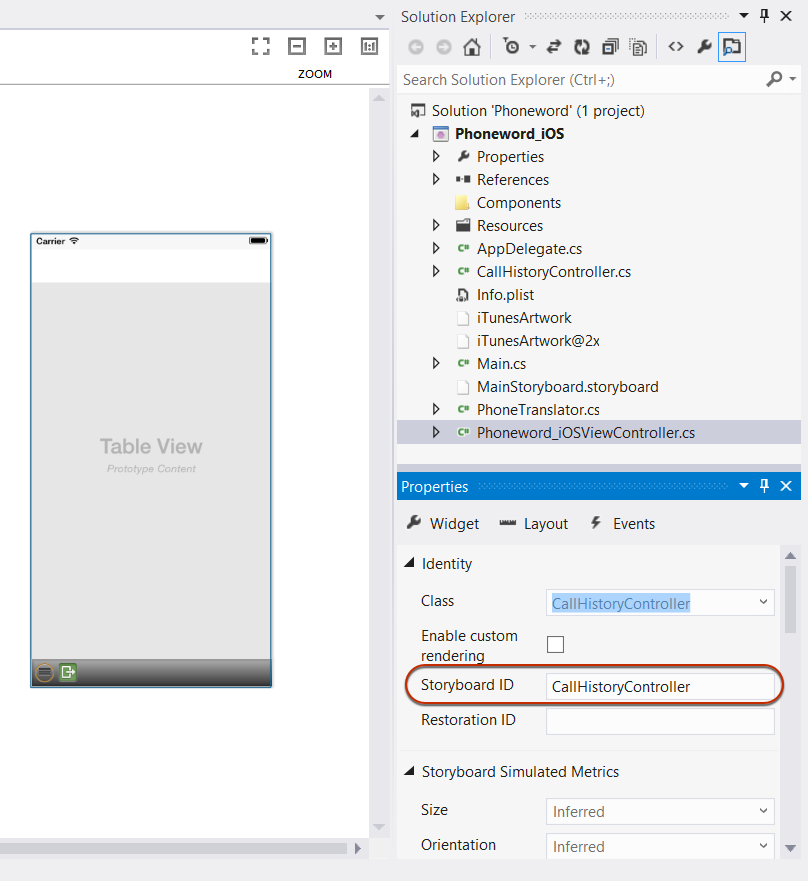 ZOOM
Carrier
Table View
Prototype Content
Solution Explorer
Search Solution Explorer (Ctrl+;)
Solution 'Phoneword' (1 project)
Phoneword_iOS
Properties
References
Components
Resources
C# AppDelegate.cs
C# CallHistoryController.cs
Info.plist
iTunesArtwork
iTunesArtwork@2x
C# Main.cs
MainStoryboard.storyboard
C# PhoneTranslator.cs
C# Phoneword_iOSViewController.cs
Properties
Widget Layout Events
Identity
Class CallHistoryController
Enable custom
rendering
Storyboard ID CallHistoryController
Restoration ID
Storyboard Simulated Metrics
Size Inferred
Orientation Inferred